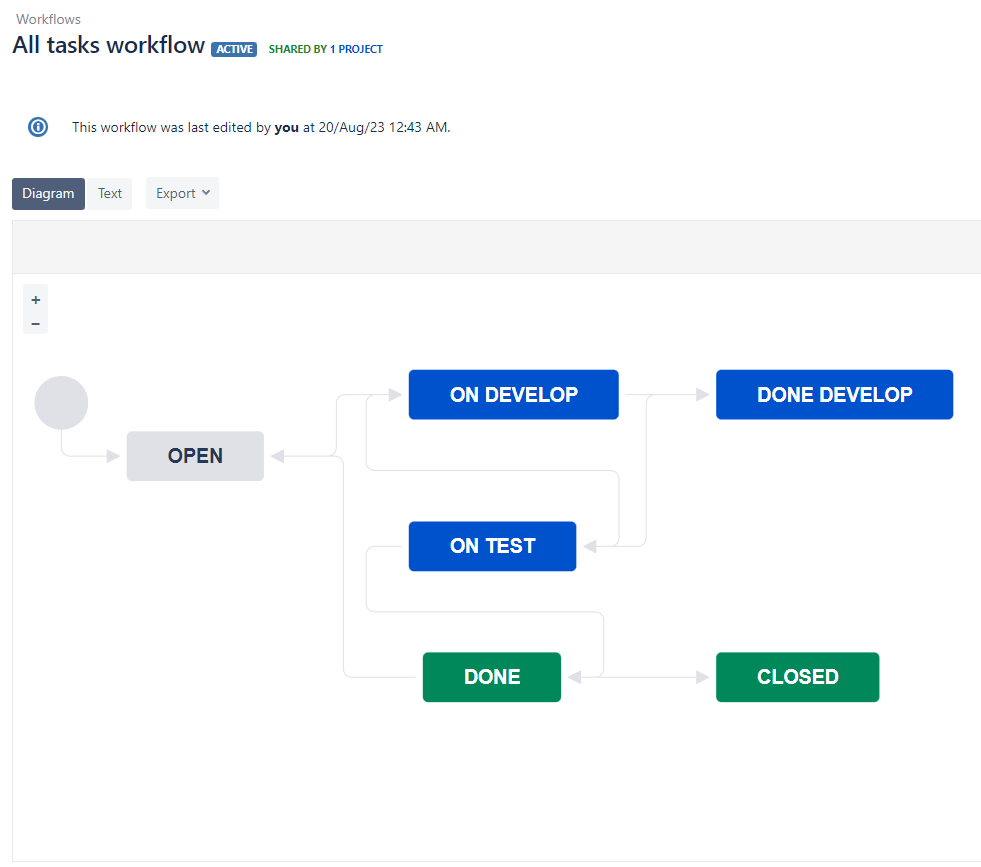 Workflows
All tasks workflow ACTIVE SHARED BY 1 PROJECT
This workflow was last edited by you at 20/Aug/23 12:43 AM.
Diagram Text Export
+
−
ON DEVELOP DONE DEVELOP
OPEN
ON TEST
DONE CLOSED